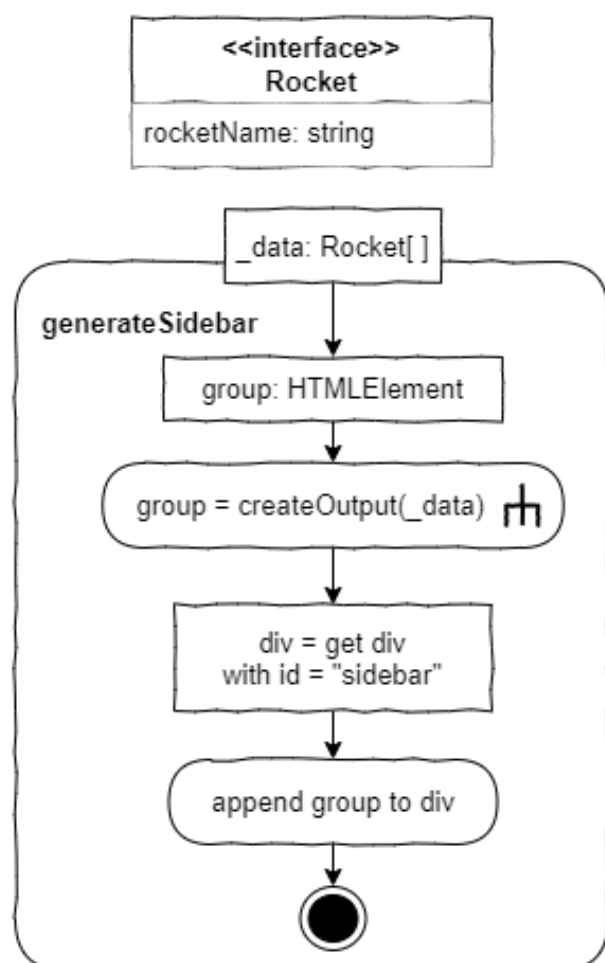 <<interface>>
Rocket
rocketName: string
_data: Rocket[ ]
generateSidebar
group: HTMLElement
group = createOutput(_data)
div = get div
with id = "sidebar"
append group to div